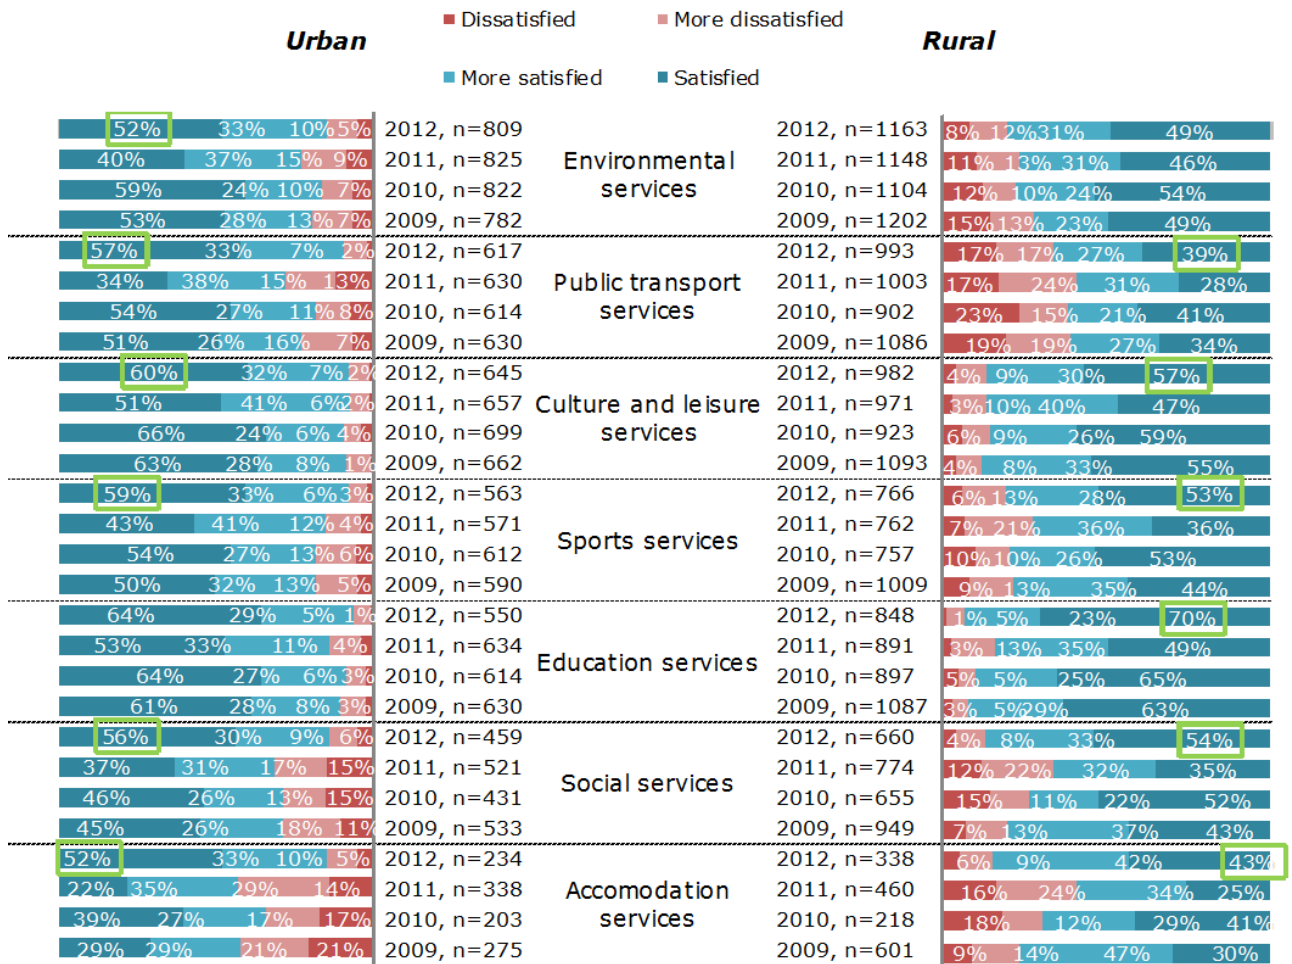 Dissatisfied More dissatisfied
Urban Rural
More satisfied Satisfied
52% 33% 10% 5% 2012, n=809 2012, n=1163 8% 12% 31% 49%
40% 37% 15% 9% 2011, n=825 Environmental 2011, n=1148 11% 13% 31% 46%
59% 24% 10% 7% 2010, n=822 services 2010, n=1104 12% 10% 24% 54%
53% 28% 13% 7% 2009, n=782 2009, n=1202 15% 13% 23% 49%
57% 33% 7% 2% 2012, n=617 2012, n=993 17% 17% 27% 39%
34% 38% 15% 13% 2011, n=630 Public transport 2011, n=1003 17% 24% 31% 28%
54% 27% 11% 8% 2010, n=614 services 2010, n=902 23% 15% 21% 41%
51% 26% 16% 7% 2009, n=630 2009, n=1086 19% 19% 27% 34%
60% 32% 7% 2% 2012, n=645 2012, n=982 4% 9% 30% 57%
51% 41% 6% 2% 2011, n=657 Culture and leisure 2011, n=971 3% 10% 40% 47%
66% 24% 6% 4% 2010, n=699 services 2010, n=923 6% 9% 26% 59%
63% 28% 8% 1% 2009, n=662 2009, n=1093 4% 8% 33% 55%
59% 33% 6% 3% 2012, n=563 2012, n=766 6% 13% 28% 53%
43% 41% 12% 4% 2011, n=571 Sports services 2011, n=762 7% 21% 36% 36%
54% 27% 13% 6% 2010, n=612 2010, n=757 10% 10% 26% 53%
50% 32% 13% 5% 2009, n=590 2009, n=1009 9% 13% 35% 44%
64% 29% 5% 1% 2012, n=550 2012, n=848 1% 5% 23% 70%
53% 33% 11% 4% 2011, n=634 Education services 2011, n=891 3% 13% 35% 49%
64% 27% 6% 3% 2010, n=614 2010, n=897 5% 5% 25% 65%
61% 28% 8% 3% 2009, n=630 2009, n=1087 3% 5% 29% 63%
56% 30% 9% 6% 2012, n=459 2012, n=660 4% 8% 33% 54%
37% 31% 17% 15% 2011, n=521 Social services 2011, n=774 12% 22% 32% 35%
46% 26% 13% 15% 2010, n=431 2010, n=655 15% 11% 22% 52%
45% 26% 18% 11% 2009, n=533 2009, n=949 7% 13% 37% 43%
52% 33% 10% 5% 2012, n=234 2012, n=338 6% 9% 42% 43%
22% 35% 29% 14% 2011, n=338 Accomodation 2011, n=460 16% 24% 34% 25%
39% 27% 17% 17% 2010, n=203 services 2010, n=218 18% 12% 29% 41%
29% 29% 21% 21% 2009, n=275 2009, n=601 9% 14% 47% 30%